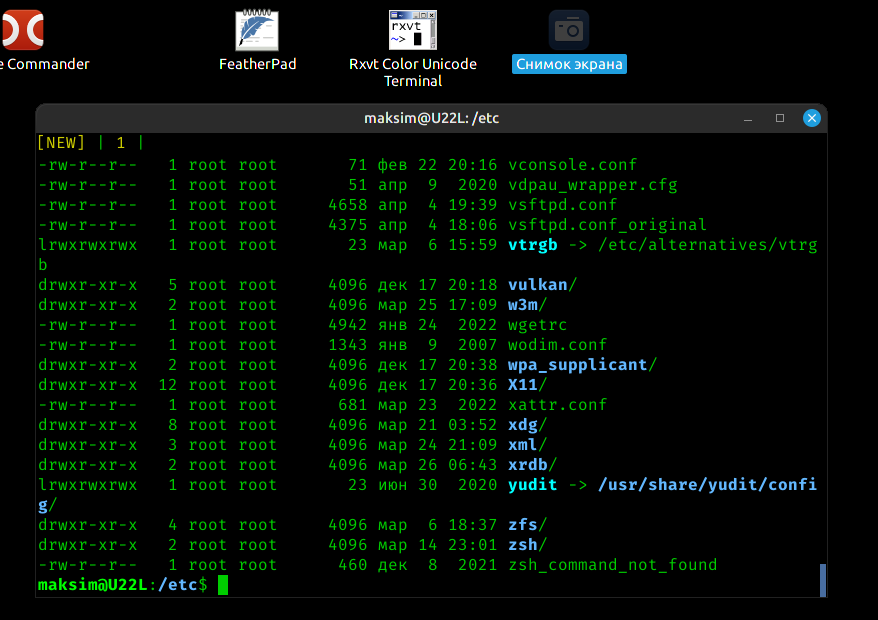 e Commander
FeatherPad
rxvt
~>
Rxvt Color Unicode
Terminal
Снимок экрана
maksim@U22L: /etc
[NEW] | 1 |
-rw-r--r--   1 root root       71 фев 22 20:16 vconsole.conf
-rw-r--r--   1 root root       51 апр  9  2020 vdpau_wrapper.cfg
-rw-r--r--   1 root root     4658 апр  4 19:39 vsftpd.conf
-rw-r--r--   1 root root     4375 апр  4 18:06 vsftpd.conf_original
lrwxrwxrwx   1 root root       23 мар  6 15:59 vtrgb -> /etc/alternatives/vtrg
b
drwxr-xr-x   5 root root     4096 дек 17 20:18 vulkan/
drwxr-xr-x   2 root root     4096 мар 25 17:09 w3m/
-rw-r--r--   1 root root     4942 янв 24  2022 wgetrc
-rw-r--r--   1 root root     1343 янв  9  2007 wodim.conf
drwxr-xr-x   2 root root     4096 дек 17 20:38 wpa_supplicant/
drwxr-xr-x  12 root root     4096 дек 17 20:36 X11/
-rw-r--r--   1 root root      681 мар 23  2022 xattr.conf
drwxr-xr-x   8 root root     4096 мар 21 03:52 xdg/
drwxr-xr-x   3 root root     4096 мар 24 21:09 xml/
drwxr-xr-x   2 root root     4096 мар 26 06:43 xrdb/
lrwxrwxrwx   1 root root       23 июн 30  2020 yudit -> /usr/share/yudit/confi
g/
drwxr-xr-x   4 root root     4096 мар  6 18:37 zfs/
drwxr-xr-x   2 root root     4096 мар 14 23:01 zsh/
-rw-r--r--   1 root root      460 дек  8  2021 zsh_command_not_found
maksim@U22L:/etc$